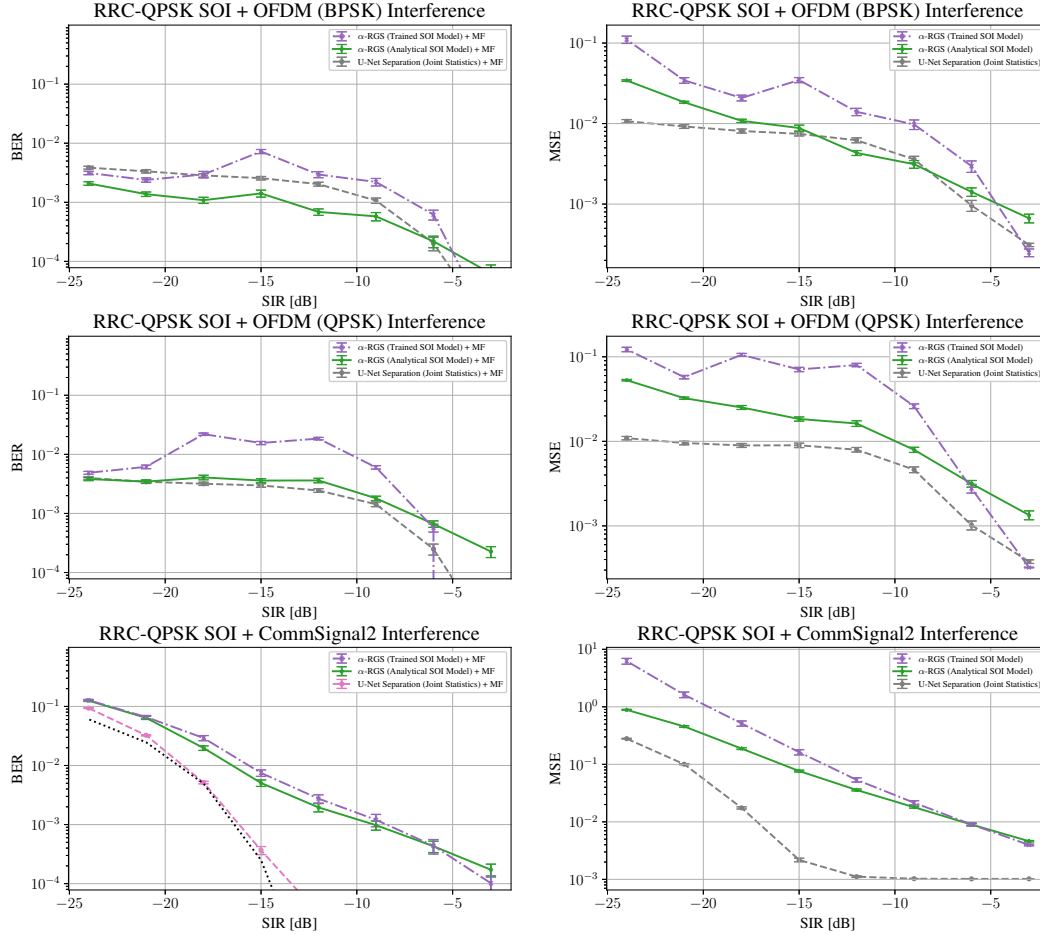 RRC-QPSK SOI + OFDM (BPSK) Interference
α-RGS (Trained SOI Model) + MF
α-RGS (Analytical SOI Model) + MF
U-Net Separation (Joint Statistics) + MF
10⁻¹
10⁻²
10⁻³
10⁻⁴
BER
−25 −20 −15 −10 −5
SIR [dB]
RRC-QPSK SOI + OFDM (BPSK) Interference
α-RGS (Trained SOI Model)
α-RGS (Analytical SOI Model)
U-Net Separation (Joint Statistics)
10⁻¹
10⁻²
10⁻³
MSE
−25 −20 −15 −10 −5
SIR [dB]
RRC-QPSK SOI + OFDM (QPSK) Interference
α-RGS (Trained SOI Model) + MF
α-RGS (Analytical SOI Model) + MF
U-Net Separation (Joint Statistics) + MF
10⁻¹
10⁻²
10⁻³
10⁻⁴
BER
−25 −20 −15 −10 −5
SIR [dB]
RRC-QPSK SOI + OFDM (QPSK) Interference
α-RGS (Trained SOI Model)
α-RGS (Analytical SOI Model)
U-Net Separation (Joint Statistics)
10⁻¹
10⁻²
10⁻³
MSE
−25 −20 −15 −10 −5
SIR [dB]
RRC-QPSK SOI + CommSignal2 Interference
α-RGS (Trained SOI Model) + MF
α-RGS (Analytical SOI Model) + MF
U-Net Separation (Joint Statistics) + MF
10⁻¹
10⁻²
10⁻³
10⁻⁴
BER
−25 −20 −15 −10 −5
SIR [dB]
RRC-QPSK SOI + CommSignal2 Interference
α-RGS (Trained SOI Model)
α-RGS (Analytical SOI Model)
U-Net Separation (Joint Statistics)
10¹
10⁰
10⁻¹
10⁻²
10⁻³
MSE
−25 −20 −15 −10 −5
SIR [dB]